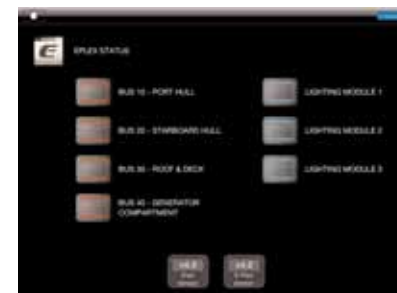 EPLEX STATUS
BUS 10 - PORT HULL
LIGHTING MODULE 1
BUS 20 - STARBOARD HULL
LIGHTING MODULE 2
BUS 30 - ROOF & DECK
LIGHTING MODULE 3
BUS 40 - GENERATOR
COMPARTMENT